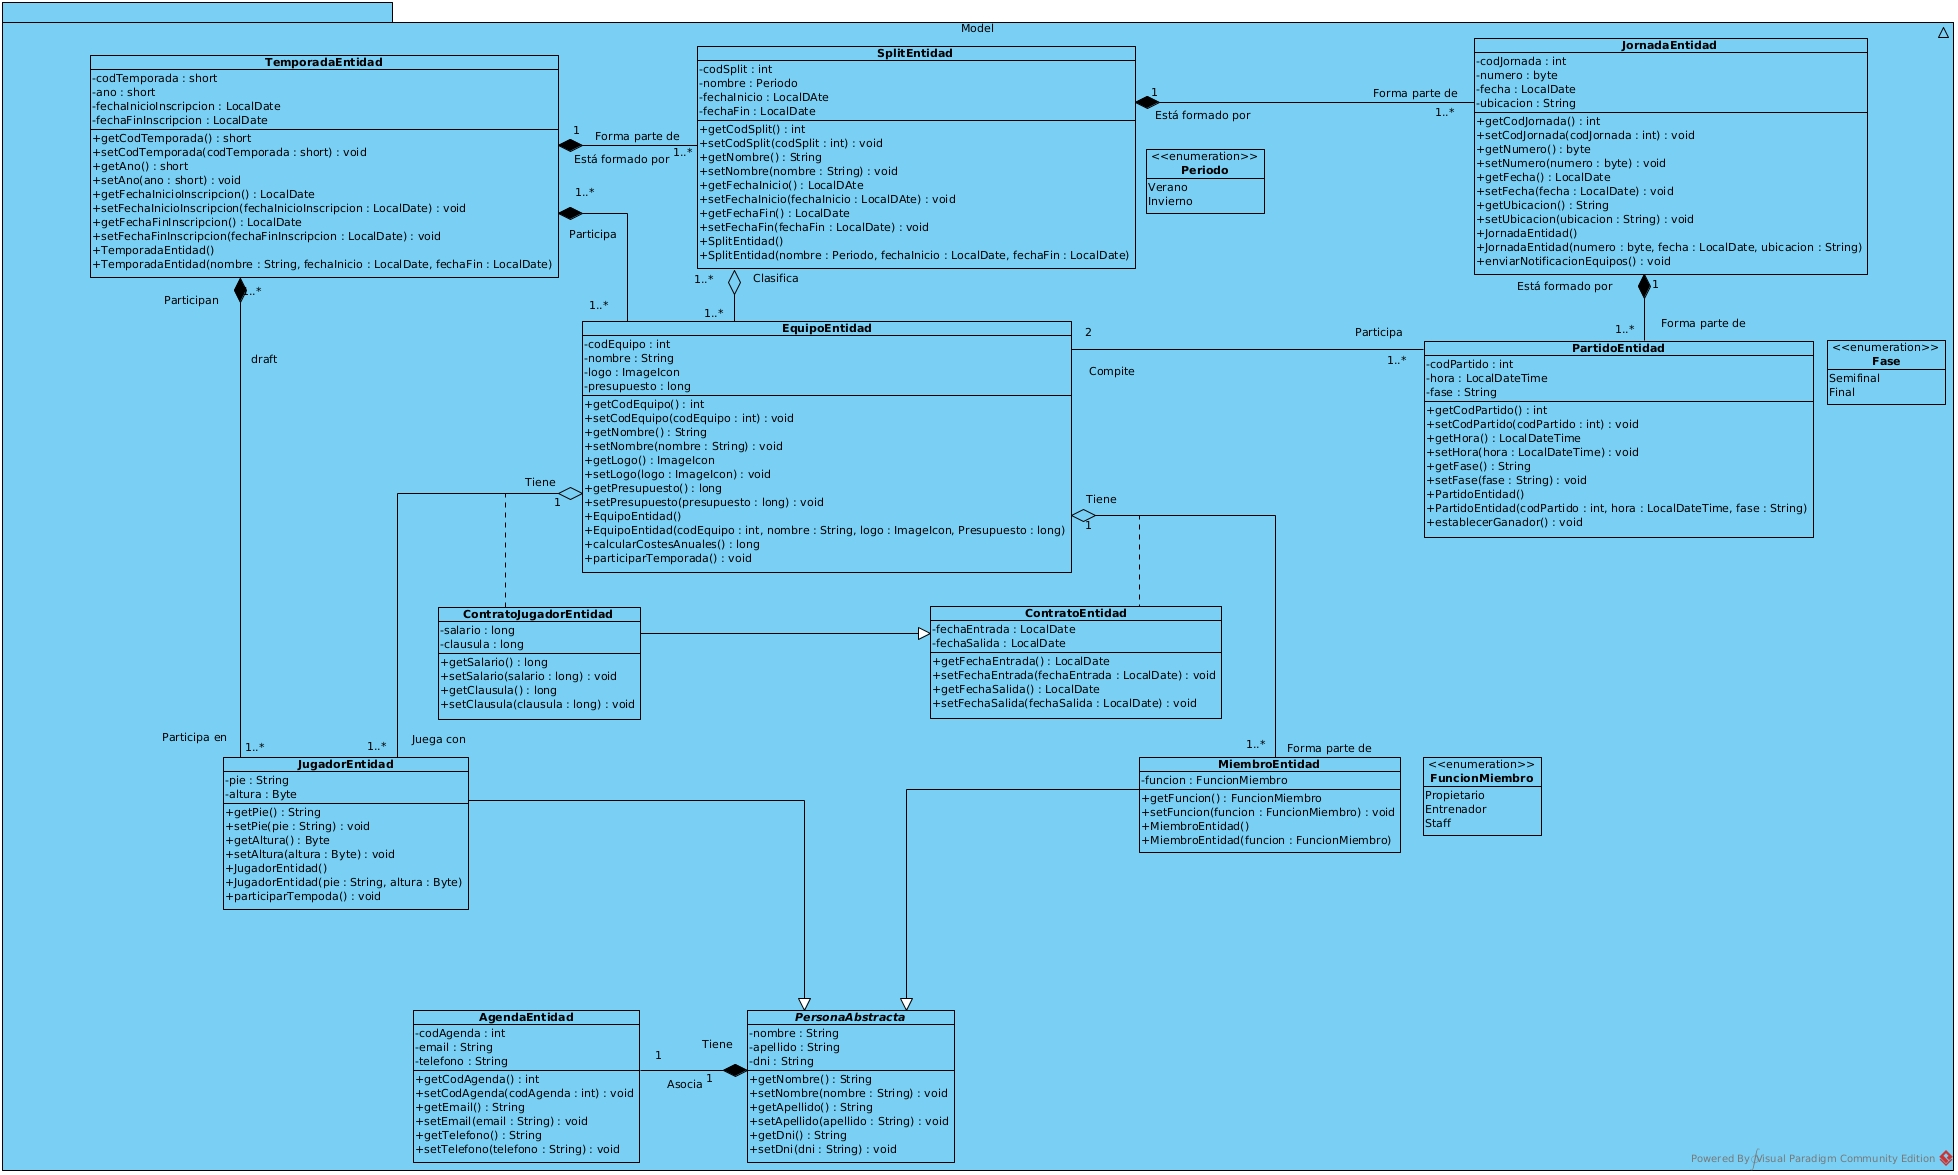 Model
TemporadaEntidad
-codTemporada : short
-ano : short
-fechaInicioInscripcion : LocalDate
-fechaFinInscripcion : LocalDate
+getCodTemporada() : short
+setCodTemporada(codTemporada : short) : void
+getAno() : short
+setAno(ano : short) : void
+getFechaInicioInscripcion() : LocalDate
+setFechaInicioInscripcion(fechaInicioInscripcion : LocalDate) : void
+getFechaFinInscripcion() : LocalDate
+setFechaFinInscripcion(fechaFinInscripcion : LocalDate) : void
+TemporadaEntidad()
+TemporadaEntidad(nombre : String, fechaInicio : LocalDate, fechaFin : LocalDate)
1
Forma parte de
Está formado por
1..*
1..*
Participa
1..*
SplitEntidad
-codSplit : int
-nombre : Periodo
-fechaInicio : LocalDAte
-fechaFin : LocalDate
+getCodSplit() : int
+setCodSplit(codSplit : int) : void
+getNombre() : String
+setNombre(nombre : String) : void
+getFechaInicio() : LocalDAte
+setFechaInicio(fechaInicio : LocalDAte) : void
+getFechaFin() : LocalDate
+setFechaFin(fechaFin : LocalDate) : void
+SplitEntidad()
+SplitEntidad(nombre : Periodo, fechaInicio : LocalDate, fechaFin : LocalDate)
1
Forma parte de
Está formado por
1..*
<<enumeration>>
Periodo
Verano
Invierno
JornadaEntidad
-codJornada : int
-numero : byte
-fecha : LocalDate
-ubicacion : String
+getCodJornada() : int
+setCodJornada(codJornada : int) : void
+getNumero() : byte
+setNumero(numero : byte) : void
+getFecha() : LocalDate
+setFecha(fecha : LocalDate) : void
+getUbicacion() : String
+setUbicacion(ubicacion : String) : void
+JornadaEntidad()
+JornadaEntidad(numero : byte, fecha : LocalDate, ubicacion : String)
+enviarNotificacionEquipos() : void
Está formado por
1
1..*
Forma parte de
1..*
Clasifica
1..*
Participan
1..*
draft
Participa en
1..*
EquipoEntidad
-codEquipo : int
-nombre : String
-logo : ImageIcon
-presupuesto : long
+getCodEquipo() : int
+setCodEquipo(codEquipo : int) : void
+getNombre() : String
+setNombre(nombre : String) : void
+getLogo() : ImageIcon
+setLogo(logo : ImageIcon) : void
+getPresupuesto() : long
+setPresupuesto(presupuesto : long) : void
+EquipoEntidad()
+EquipoEntidad(codEquipo : int, nombre : String, logo : ImageIcon, Presupuesto : long)
+calcularCostesAnuales() : long
+participarTemporada() : void
2
Participa
1..*
Compite
PartidoEntidad
-codPartido : int
-hora : LocalDateTime
-fase : String
+getCodPartido() : int
+setCodPartido(codPartido : int) : void
+getHora() : LocalDateTime
+setHora(hora : LocalDateTime) : void
+getFase() : String
+setFase(fase : String) : void
+PartidoEntidad()
+PartidoEntidad(codPartido : int, hora : LocalDateTime, fase : String)
+establecerGanador() : void
<<enumeration>>
Fase
Semifinal
Final
Tiene
1
Tiene
1
ContratoJugadorEntidad
-salario : long
-clausula : long
+getSalario() : long
+setSalario(salario : long) : void
+getClausula() : long
+setClausula(clausula : long) : void
ContratoEntidad
-fechaEntrada : LocalDate
-fechaSalida : LocalDate
+getFechaEntrada() : LocalDate
+setFechaEntrada(fechaEntrada : LocalDate) : void
+getFechaSalida() : LocalDate
+setFechaSalida(fechaSalida : LocalDate) : void
1..*
Juega con
1..*
Forma parte de
JugadorEntidad
-pie : String
-altura : Byte
+getPie() : String
+setPie(pie : String) : void
+getAltura() : Byte
+setAltura(altura : Byte) : void
+JugadorEntidad()
+JugadorEntidad(pie : String, altura : Byte)
+participarTempoda() : void
MiembroEntidad
-funcion : FuncionMiembro
+getFuncion() : FuncionMiembro
+setFuncion(funcion : FuncionMiembro) : void
+MiembroEntidad()
+MiembroEntidad(funcion : FuncionMiembro)
<<enumeration>>
FuncionMiembro
Propietario
Entrenador
Staff
AgendaEntidad
-codAgenda : int
-email : String
-telefono : String
+getCodAgenda() : int
+setCodAgenda(codAgenda : int) : void
+getEmail() : String
+setEmail(email : String) : void
+getTelefono() : String
+setTelefono(telefono : String) : void
1
Tiene
Asocia
1
PersonaAbstracta
-nombre : String
-apellido : String
-dni : String
+getNombre() : String
+setNombre(nombre : String) : void
+getApellido() : String
+setApellido(apellido : String) : void
+getDni() : String
+setDni(dni : String) : void
Powered By Visual Paradigm Community Edition